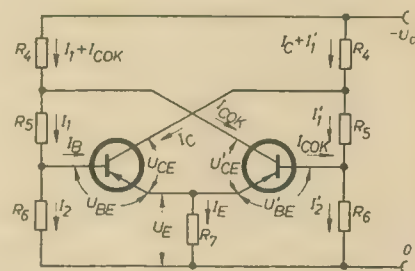 R4 I1 + ICOK IC + I'1 R4 -Uc
R5 I1 ICOK I'1 R5
IB IC ICOK
UCE U'CE
R6 I2 UBE IE U'BE I'2 R6
UE R7 0